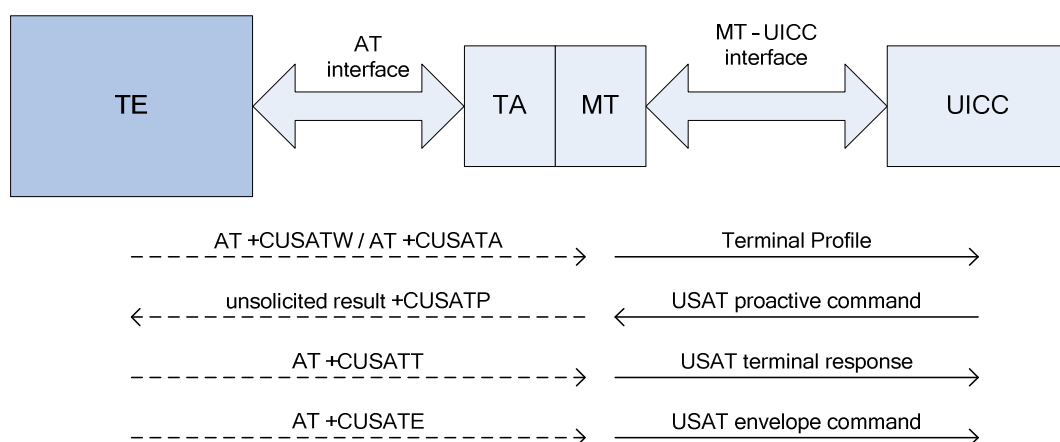 TE
AT
interface
TA
MT
MT - UICC
interface
UICC
AT +CUSATW / AT +CUSATA
Terminal Profile
unsolicited result +CUSATP
USAT proactive command
AT +CUSATT
USAT terminal response
AT +CUSATE
USAT envelope command